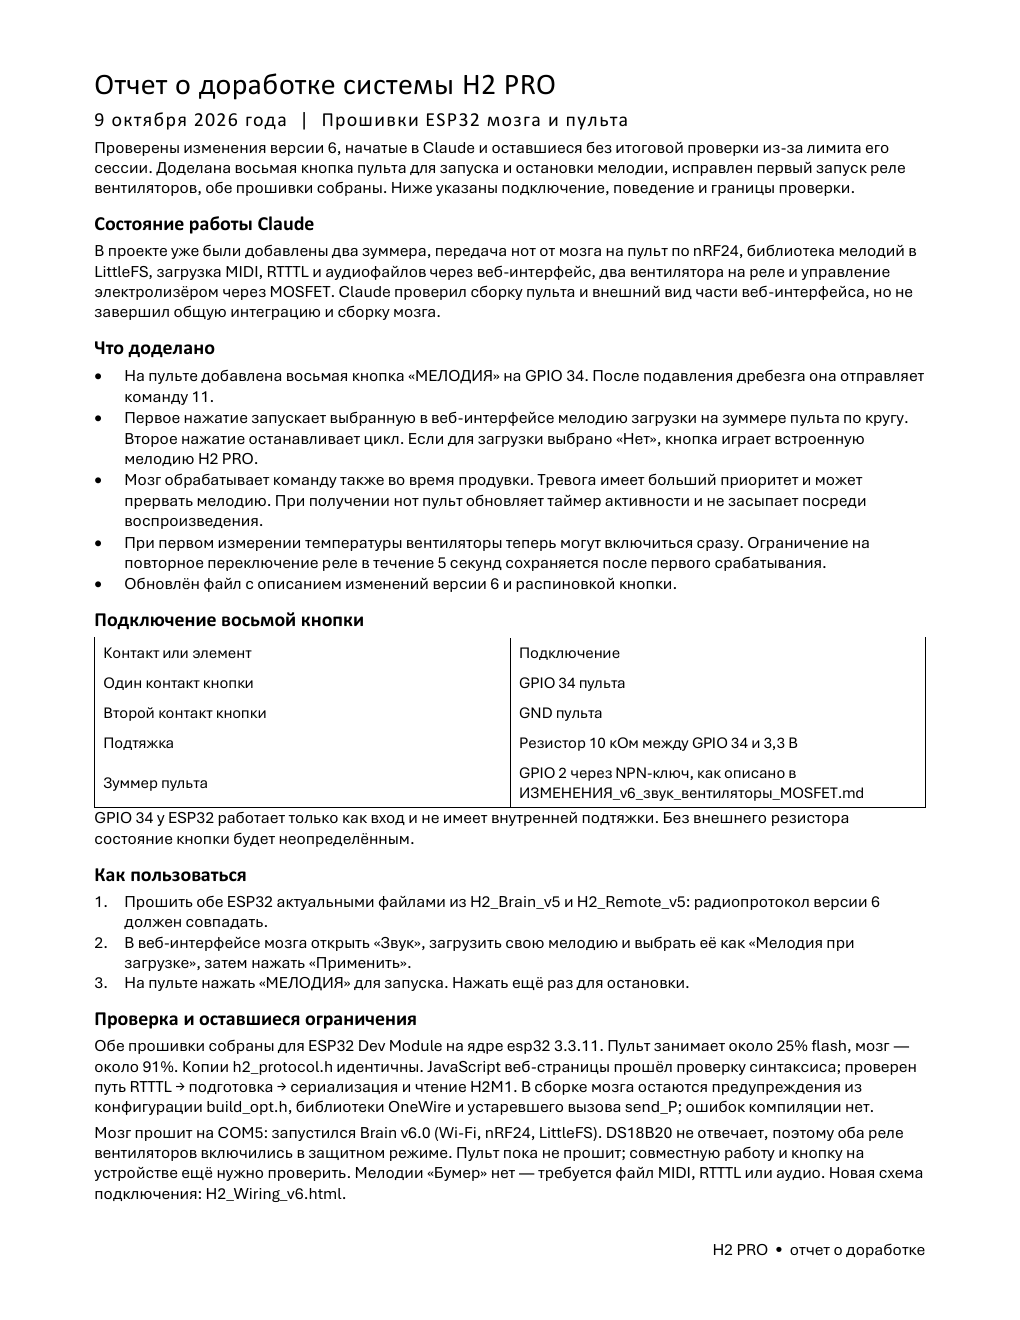 Отчет о доработке системы H2 PRO
9 октября 2026 года | Прошивки ESP32 мозга и пульта
Проверены изменения версии 6, начатые в Claude и оставшиеся без итоговой проверки из-за лимита его
сессии. Доделана восьмая кнопка пульта для запуска и остановки мелодии, исправлен первый запуск реле
вентиляторов, обе прошивки собраны. Ниже указаны подключение, поведение и границы проверки.
Состояние работы Claude
В проекте уже были добавлены два зуммера, передача нот от мозга на пульт по nRF24, библиотека мелодий в
LittleFS, загрузка MIDI, RTTTL и аудиофайлов через веб-интерфейс, два вентилятора на реле и управление
электролизёром через MOSFET. Claude проверил сборку пульта и внешний вид части веб-интерфейса, но не
завершил общую интеграцию и сборку мозга.
Что доделано
• На пульте добавлена восьмая кнопка «МЕЛОДИЯ» на GPIO 34. После подавления дребезга она отправляет
команду 11.
• Первое нажатие запускает выбранную в веб-интерфейсе мелодию загрузки на зуммере пульта по кругу.
Второе нажатие останавливает цикл. Если для загрузки выбрано «Нет», кнопка играет встроенную
мелодию H2 PRO.
• Мозг обрабатывает команду также во время продувки. Тревога имеет больший приоритет и может
прервать мелодию. При получении нот пульт обновляет таймер активности и не засыпает посреди
воспроизведения.
• При первом измерении температуры вентиляторы теперь могут включиться сразу. Ограничение на
повторное переключение реле в течение 5 секунд сохраняется после первого срабатывания.
• Обновлён файл с описанием изменений версии 6 и распиновкой кнопки.
Подключение восьмой кнопки
Контакт или элемент Подключение
Один контакт кнопки GPIO 34 пульта
Второй контакт кнопки GND пульта
Подтяжка Резистор 10 кОм между GPIO 34 и 3,3 В
Зуммер пульта GPIO 2 через NPN-ключ, как описано в
ИЗМЕНЕНИЯ_v6_звук_вентиляторы_MOSFET.md
GPIO 34 у ESP32 работает только как вход и не имеет внутренней подтяжки. Без внешнего резистора
состояние кнопки будет неопределённым.
Как пользоваться
1. Прошить обе ESP32 актуальными файлами из H2_Brain_v5 и H2_Remote_v5: радиопротокол версии 6
должен совпадать.
2. В веб-интерфейсе мозга открыть «Звук», загрузить свою мелодию и выбрать её как «Мелодия при
загрузке», затем нажать «Применить».
3. На пульте нажать «МЕЛОДИЯ» для запуска. Нажать ещё раз для остановки.
Проверка и оставшиеся ограничения
Обе прошивки собраны для ESP32 Dev Module на ядре esp32 3.3.11. Пульт занимает около 25% flash, мозг —
около 91%. Копии h2_protocol.h идентичны. JavaScript веб-страницы прошёл проверку синтаксиса; проверен
путь RTTTL → подготовка → сериализация и чтение H2M1. В сборке мозга остаются предупреждения из
конфигурации build_opt.h, библиотеки OneWire и устаревшего вызова send_P; ошибок компиляции нет.
Мозг прошит на COM5: запустился Brain v6.0 (Wi-Fi, nRF24, LittleFS). DS18B20 не отвечает, поэтому оба реле
вентиляторов включились в защитном режиме. Пульт пока не прошит; совместную работу и кнопку на
устройстве ещё нужно проверить. Мелодии «Бумер» нет — требуется файл MIDI, RTTTL или аудио. Новая схема
подключения: H2_Wiring_v6.html.
H2 PRO • отчет о доработке